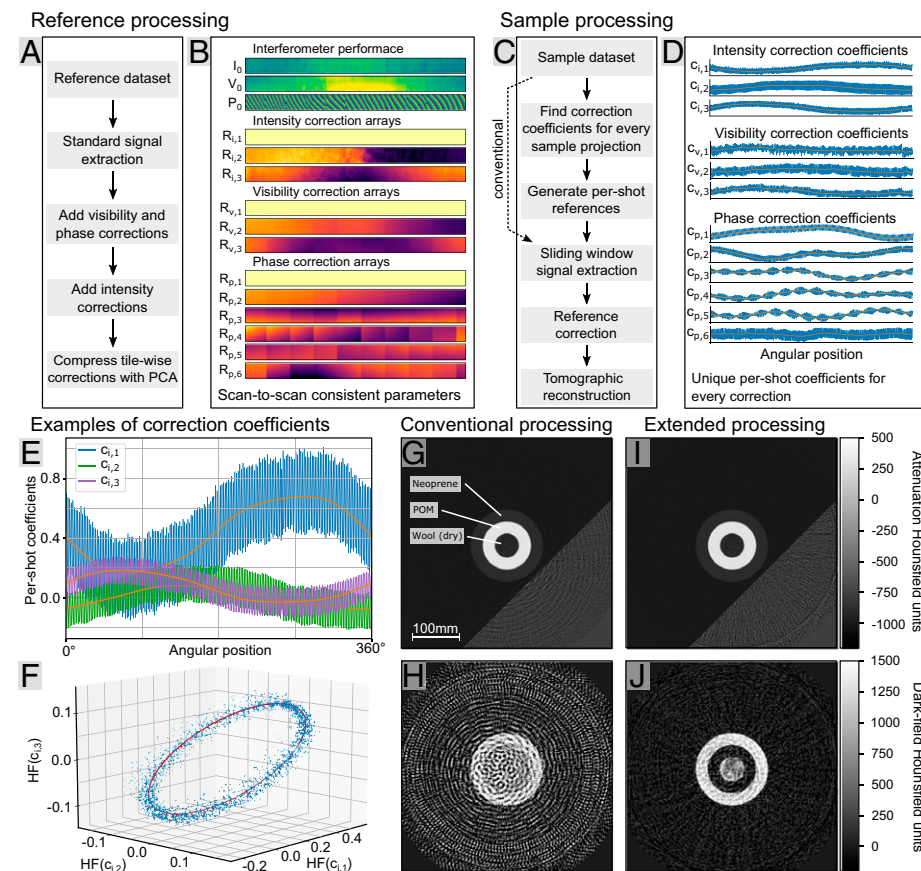 Reference processing
Sample processing
A
Reference dataset
Standard signal
extraction
Add visibility and
phase corrections
Add intensity
corrections
Compress tile-wise
corrections with PCA
B
Interferometer performace
I0
V0
P0
Intensity correction arrays
Ri,1
Ri,2
Ri,3
Visibility correction arrays
Rv,1
Rv,2
Rv,3
Phase correction arrays
Rp,1
Rp,2
Rp,3
Rp,4
Rp,5
Rp,6
Scan-to-scan consistent parameters
C
Sample dataset
conventional
Find correction
coefficients for every
sample projection
Generate per-shot
references
Sliding window
signal extraction
Reference
correction
Tomographic
reconstruction
D
Intensity correction coefficients
ci,1
ci,2
ci,3
Visibility correction coefficients
cv,1
cv,2
cv,3
Phase correction coefficients
cp,1
cp,2
cp,3
cp,4
cp,5
cp,6
Angular position
Unique per-shot coefficients for
every correction
Examples of correction coefficients
E
ci,1
ci,2
ci,3
Per-shot coefficients
0.8
0.4
0.0
0°
Angular position
360°
F
HF(ci,3)
0.1
0.0
-0.1
-0.1
0.0
0.1
HF(ci,2)
-0.2
0.0
0.2
0.4
HF(ci,1)
Conventional processing
Extended processing
G
Neoprene
POM
Wool (dry)
100mm
I
500
250
0
-250
-500
-750
-1000
Attenuation Hounsfield units
H
J
1500
1250
1000
750
500
250
0
Dark-field Hounsfield units